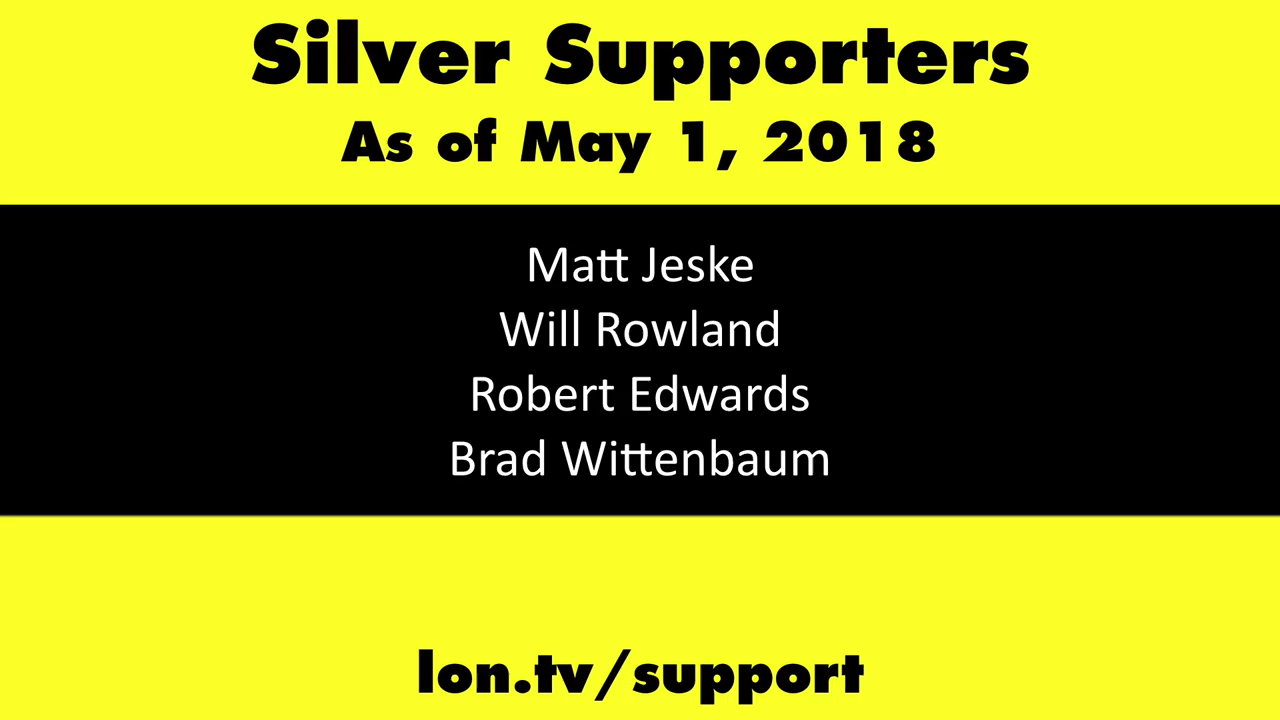 Silver Supporters
As of May 1, 2018
Matt Jeske
Will Rowland
Robert Edwards
Brad Wittenbaum
lon.tv/support